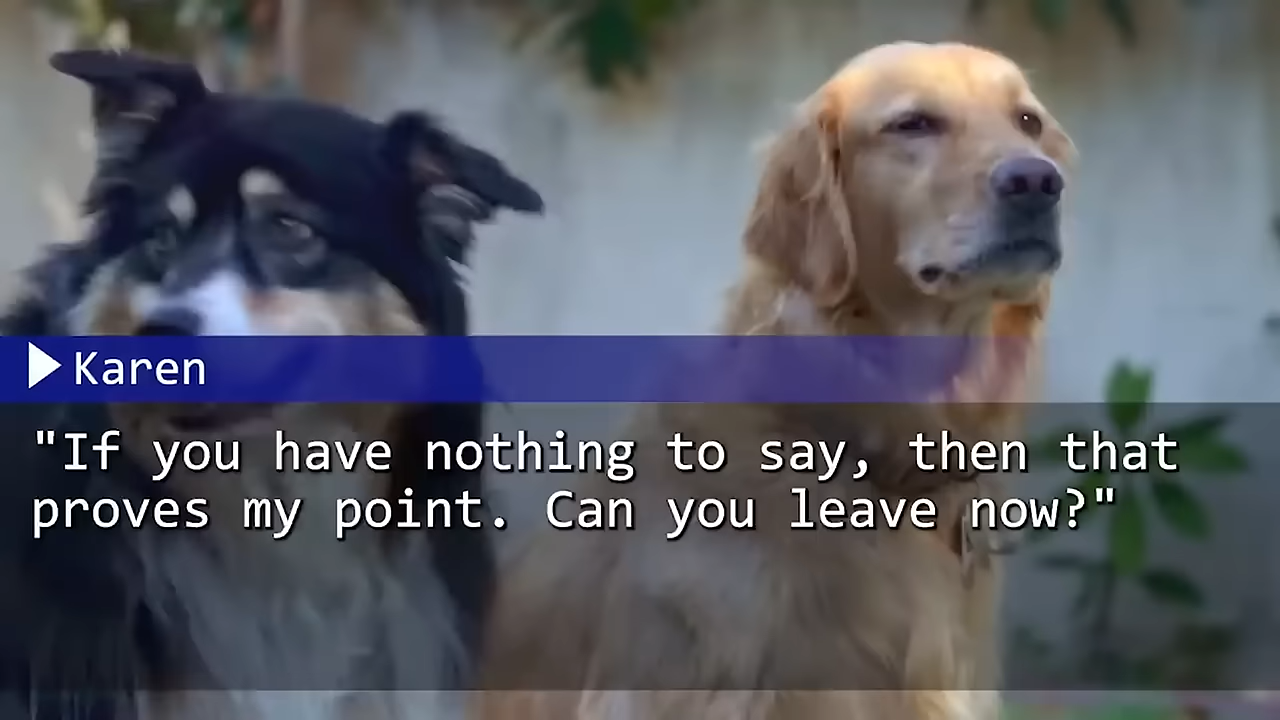 Karen
"If you have nothing to say, then that
proves my point. Can you leave now?"